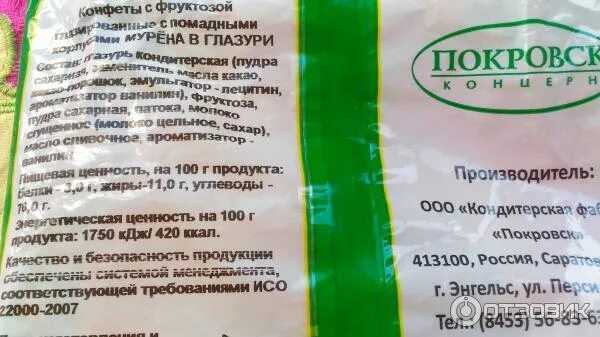 Конфеты с фруктозой
глазированные с помадными
корпусами МУРЁНА В ГЛАЗУРИ
Состав: глазурь кондитерская (пудра
сахарная, заменитель масла какао,
какао-порошок, эмульгатор - лецитин,
ароматизатор ванилин), фруктоза,
пудра сахарная, патока, молоко
сгущенное (молоко цельное, сахар),
масло сливочное, ароматизатор -
ванилин
Пищевая ценность, на 100 г продукта:
белки - 3,0 г, жиры-11,0 г, углеводы -
г.
Энергетическая ценность на 100 г
продукта: 1750 кДж/ 420 ккал.
Качество и безопасность продукции
обеспечены системой менеджмента,
соответствующей требованиями ИСО
22000-2007
ПОКРОВСК
КОНЦЕРН
Производитель:
ООО «Кондитерская фаб
«Покровск»
413100, Россия, Саратов
г. Энгельс, ул. Перси
Тел. (8453) 56-85-6
ОТЗОВИК